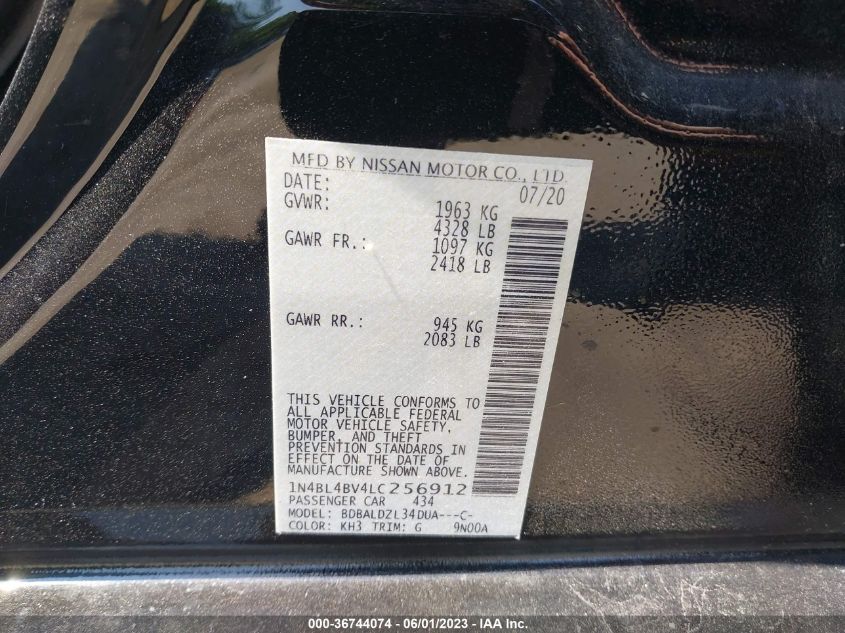 MFD BY NISSAN MOTOR CO., LTD.
DATE: 07/20
GVWR: 1963 KG
4328 LB
GAWR FR.: 1097 KG
2418 LB
GAWR RR.: 945 KG
2083 LB
THIS VEHICLE CONFORMS TO
ALL APPLICABLE FEDERAL
MOTOR VEHICLE SAFETY,
BUMPER, AND THEFT
PREVENTION STANDARDS IN
EFFECT ON THE DATE OF
MANUFACTURE SHOWN ABOVE.
1N4BL4BV4LC256912
PASSENGER CAR 434
MODEL: BDBALDZL34DUA---C-
COLOR: KH3 TRIM: G 9N00A
000-36744074 / 06/01/2023 - IAA Inc.